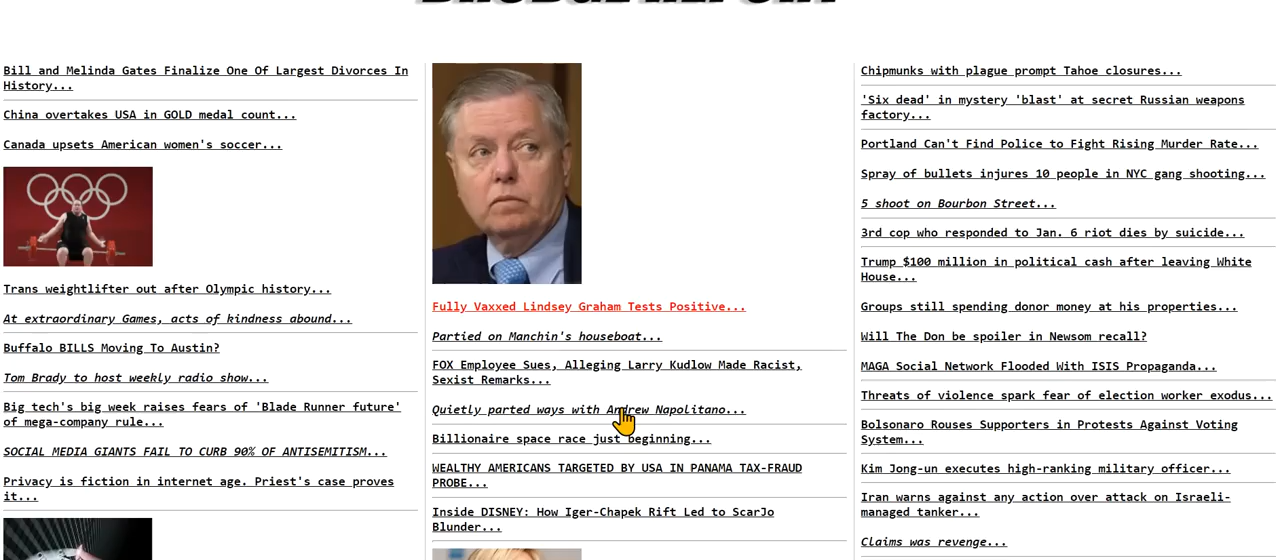 Bill and Melinda Gates Finalize One Of Largest Divorces In
History...
China overtakes USA in GOLD medal count...
Canada upsets American women's soccer...
Trans weightlifter out after Olympic history...
At extraordinary Games, acts of kindness abound...
Buffalo BILLS Moving To Austin?
Tom Brady to host weekly radio show...
Big tech's big week raises fears of 'Blade Runner future'
of mega-company rule...
SOCIAL MEDIA GIANTS FAIL TO CURB 90% OF ANTISEMITISM...
Privacy is fiction in internet age. Priest's case proves
it...
Fully Vaxxed Lindsey Graham Tests Positive...
Partied on Manchin's houseboat...
FOX Employee Sues, Alleging Larry Kudlow Made Racist,
Sexist Remarks...
Quietly parted ways with Andrew Napolitano...
Billionaire space race just beginning...
WEALTHY AMERICANS TARGETED BY USA IN PANAMA TAX-FRAUD
PROBE...
Inside DISNEY: How Iger-Chapek Rift Led to ScarJo
Blunder...
Chipmunks with plague prompt Tahoe closures...
'Six dead' in mystery 'blast' at secret Russian weapons
factory...
Portland Can't Find Police to Fight Rising Murder Rate...
Spray of bullets injures 10 people in NYC gang shooting...
5 shoot on Bourbon Street...
3rd cop who responded to Jan. 6 riot dies by suicide...
Trump $100 million in political cash after leaving White
House...
Groups still spending donor money at his properties...
Will The Don be spoiler in Newsom recall?
MAGA Social Network Flooded With ISIS Propaganda...
Threats of violence spark fear of election worker exodus...
Bolsonaro Rouses Supporters in Protests Against Voting
System...
Kim Jong-un executes high-ranking military officer...
Iran warns against any action over attack on Israeli-
managed tanker...
Claims was revenge...